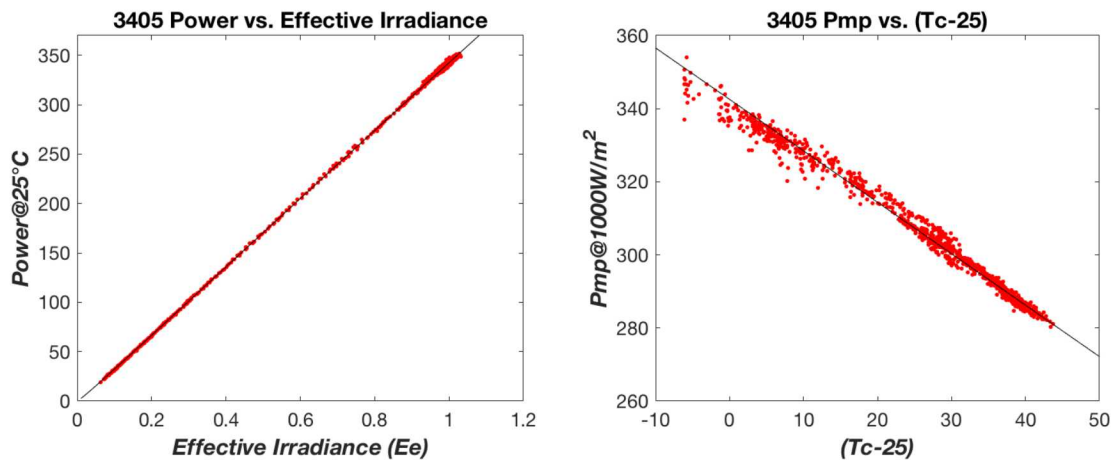 3405 Power vs. Effective Irradiance
Power@25°C
350
300
250
200
150
100
50
0
0 0.2 0.4 0.6 0.8 1 1.2
Effective Irradiance (Ee)
3405 Pmp vs. (Tc-25)
Pmp@1000W/m²
360
340
320
300
280
260
-10 0 10 20 30 40 50
(Tc-25)